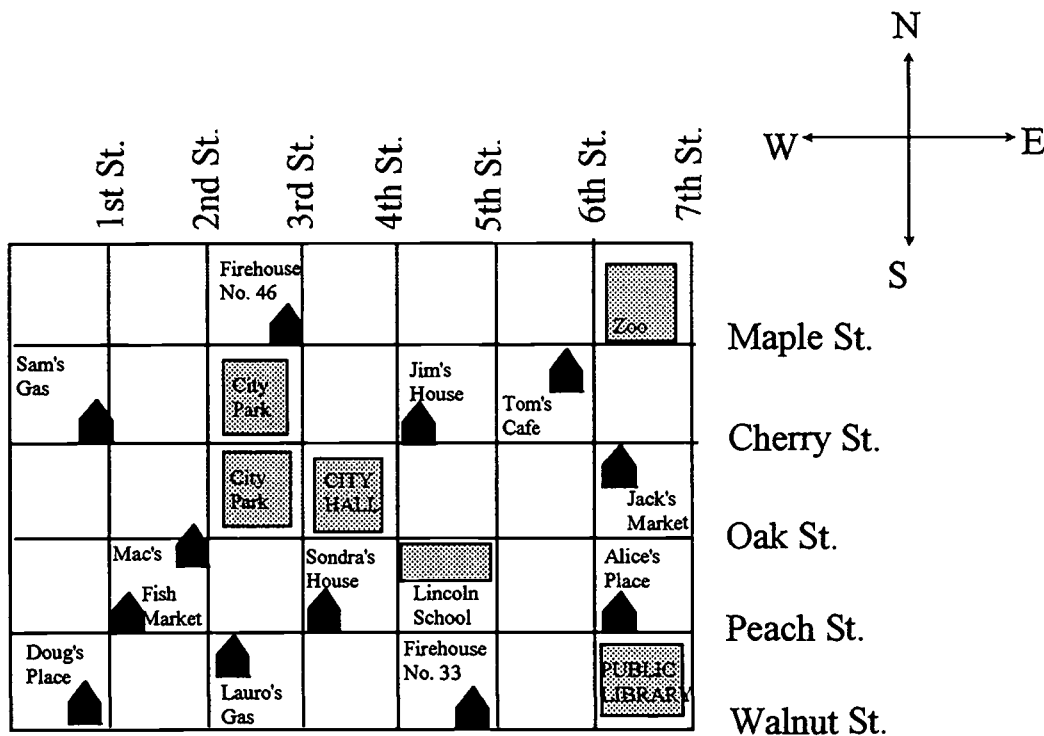 N
W
E
S
1st St.
2nd St.
3rd St.
4th St.
5th St.
6th St.
7th St.
Firehouse
No. 46
Zoo
Maple St.
Sam's
Gas
City
Park
Jim's
House
Tom's
Cafe
Cherry St.
City
Park
CITY
HALL
Jack's
Market
Oak St.
Mac's
Fish
Market
Sondra's
House
Lincoln
School
Alice's
Place
Peach St.
Doug's
Place
Lauro's
Gas
Firehouse
No. 33
PUBLIC
LIBRARY
Walnut St.